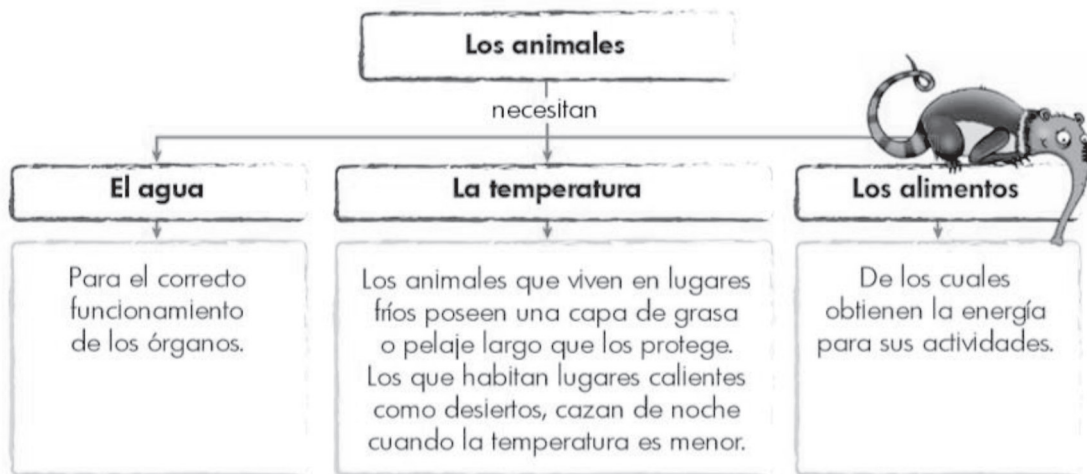 Los animales
necesitan
El agua
La temperatura
Los alimentos
Para el correcto
funcionamiento
de los órganos.
Los animales que viven en lugares
fríos poseen una capa de grasa
o pelaje largo que los protege.
Los que habitan lugares calientes
como desiertos, cazan de noche
cuando la temperatura es menor.
De los cuales
obtienen la energía
para sus actividades.